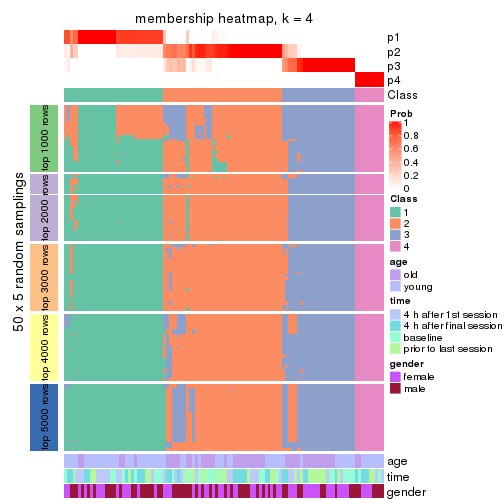 membership heatmap, k = 4
p1
p2
p3
p4
Class
50 x 5 random samplings
top 1000 rows
rows
top 2000 rows
top 3000 rows
top 4000 rows
top 5000 rows
Prob
1
0.8
0.6
0.4
0.2
0
Class
1
2
3
4
age
old
young
time
4 h after 1st session
4 h after final session
baseline
prior to last session
gender
female
male
age
time
gender